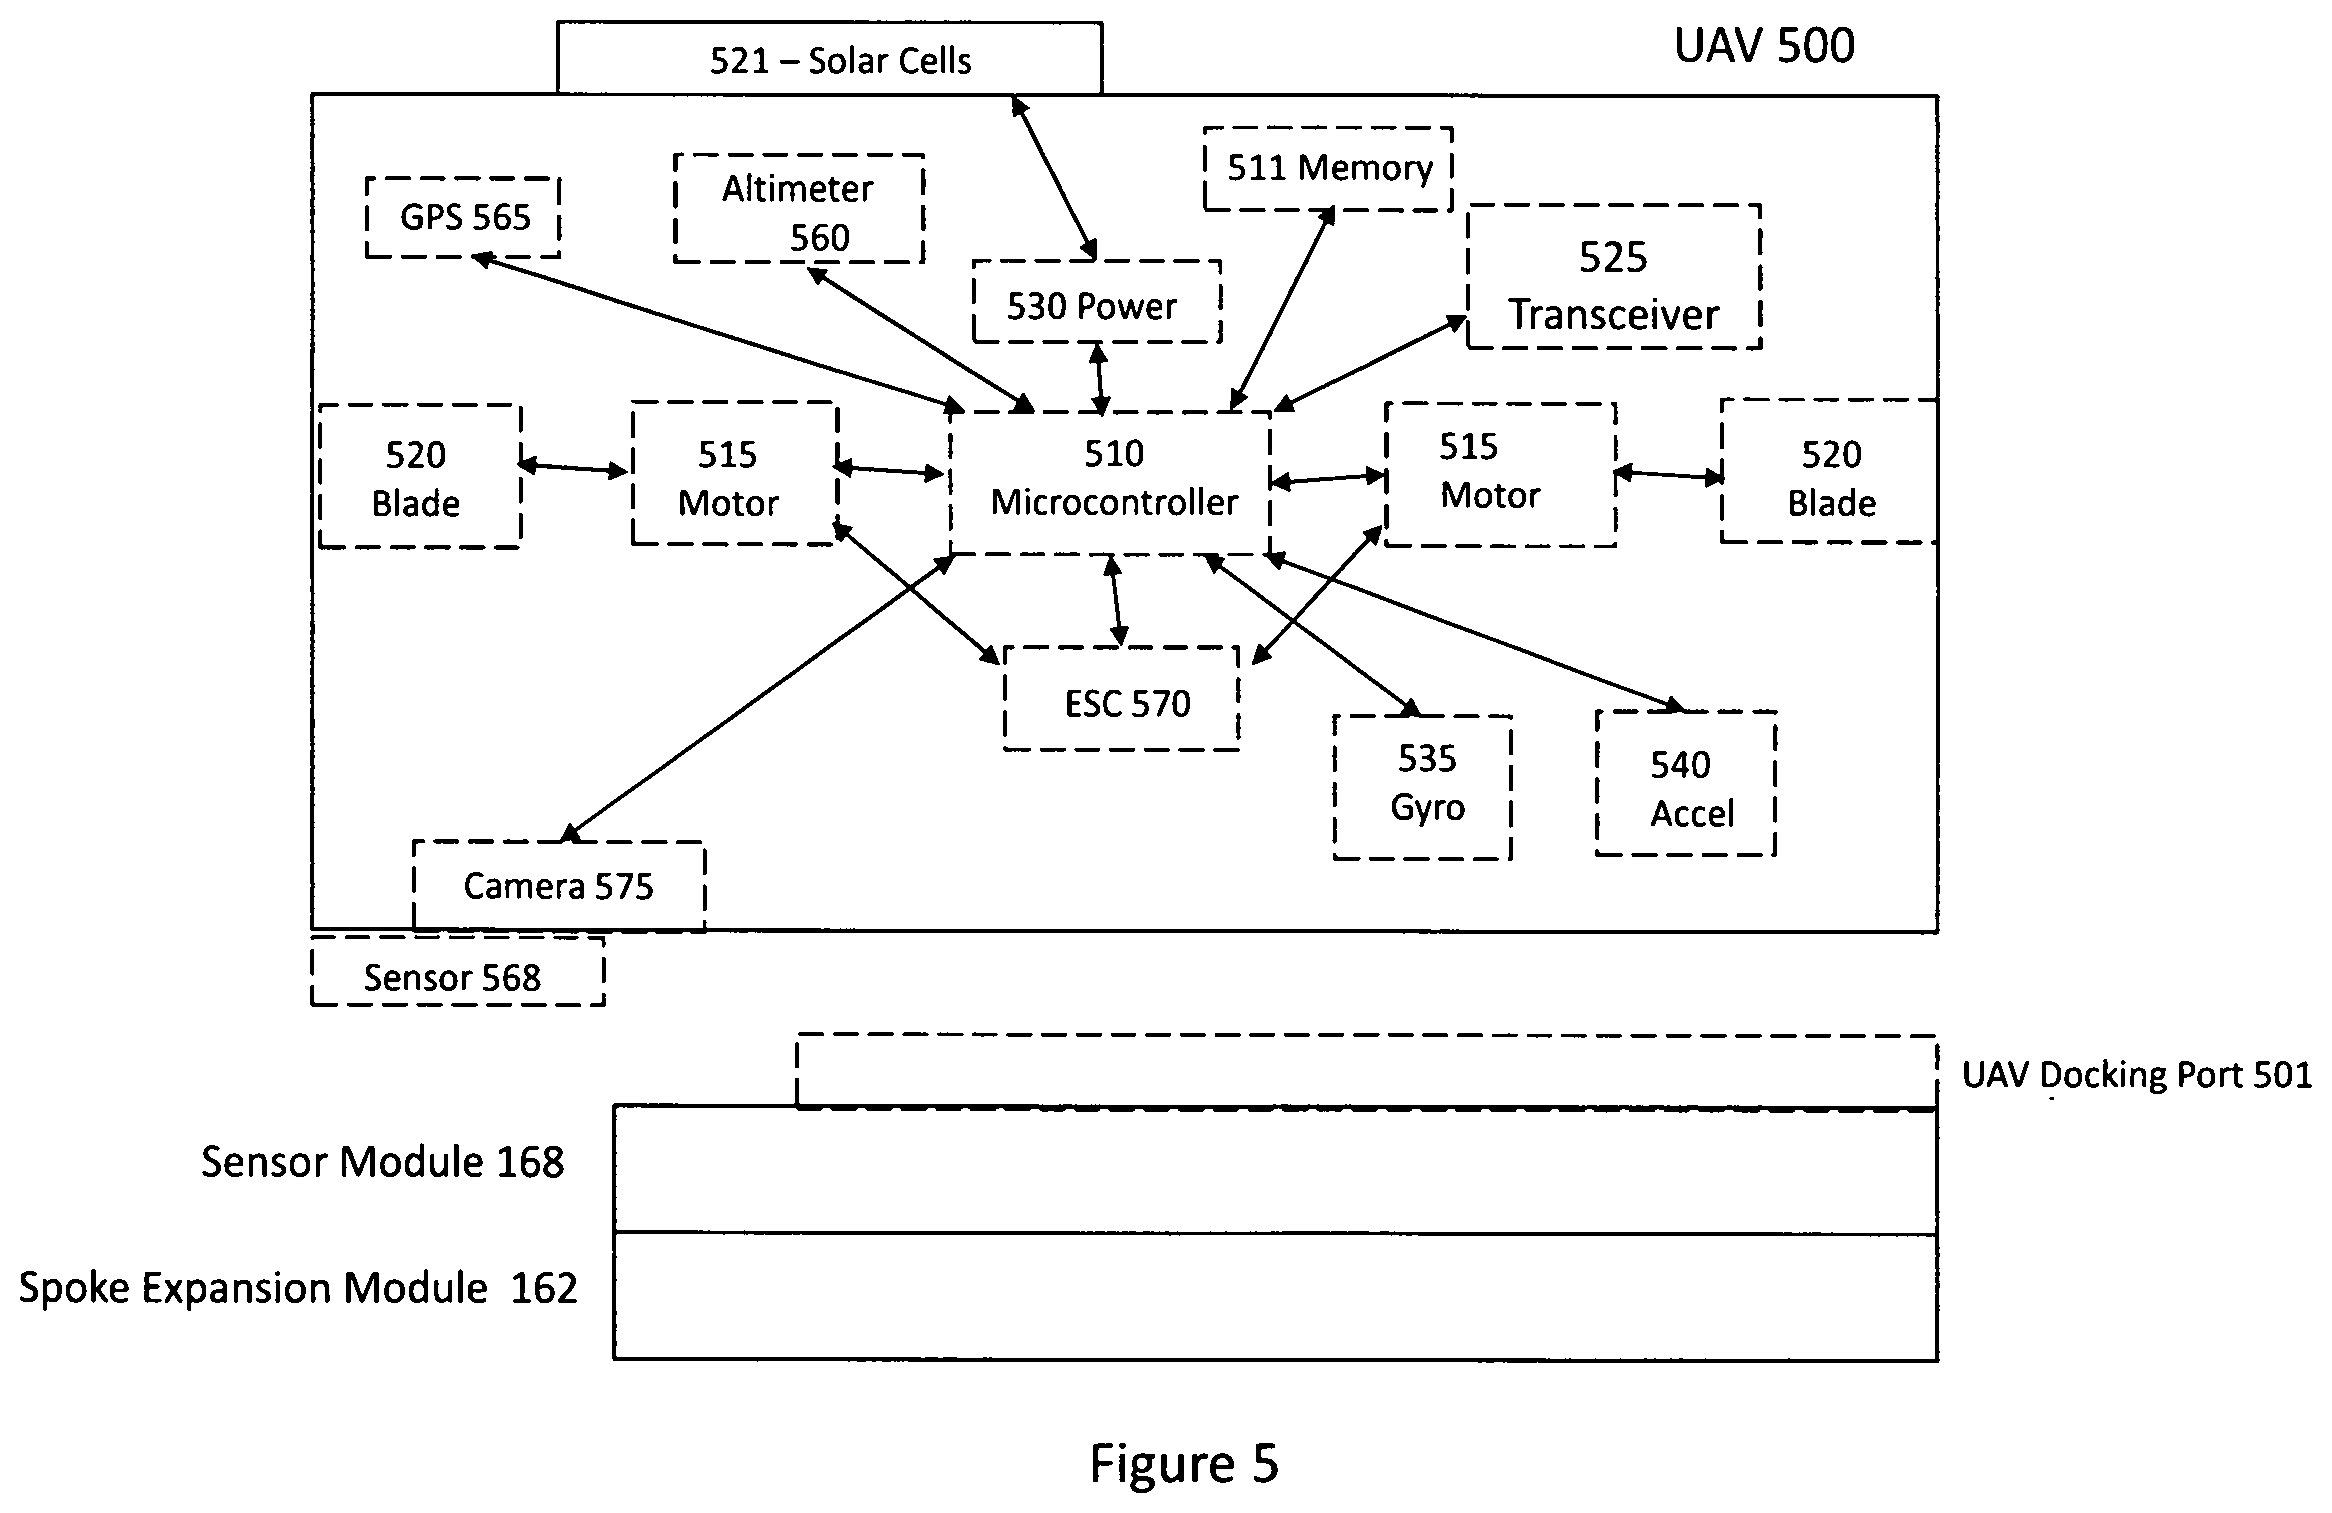 UAV 500
521 – Solar Cells
511 Memory
Altimeter
560
GPS 565
525
Transceiver
530 Power
520
Blade
515
Motor
510
Microcontroller
515
Motor
520
Blade
ESC 570
535
Gyro
540
Accel
Camera 575
Sensor 568
UAV Docking Port 501
Sensor Module 168
Spoke Expansion Module 162
Figure 5